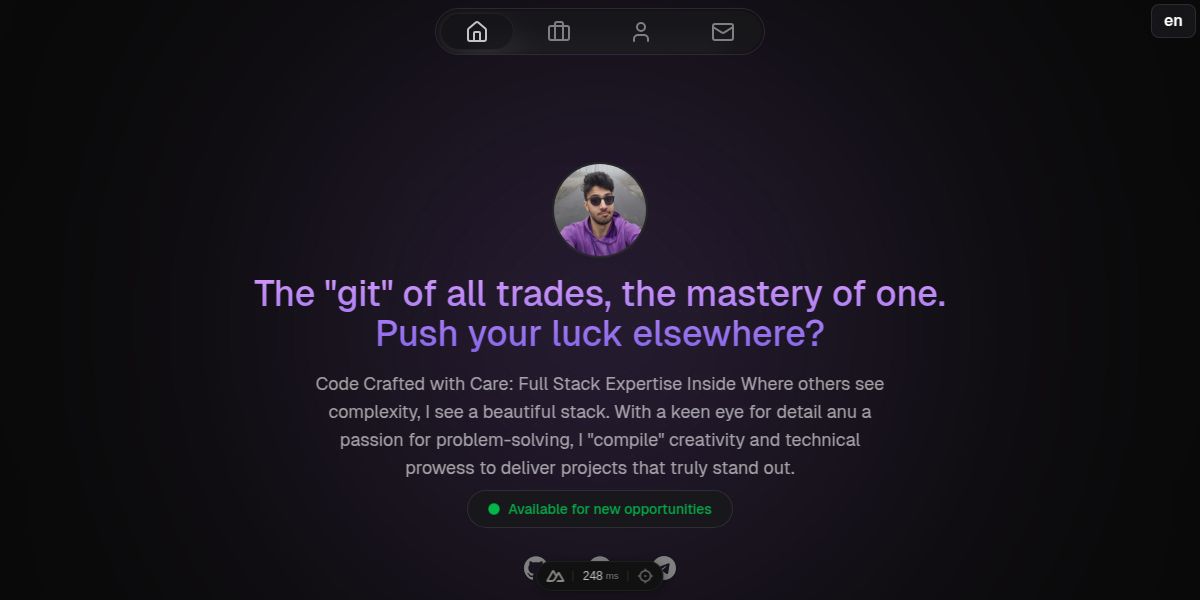 en
The "git" of all trades, the mastery of one.
Push your luck elsewhere?
Code Crafted with Care: Full Stack Expertise Inside Where others see
complexity, I see a beautiful stack. With a keen eye for detail anu a
passion for problem-solving, I "compile" creativity and technical
prowess to deliver projects that truly stand out.
Available for new opportunities
248 ms